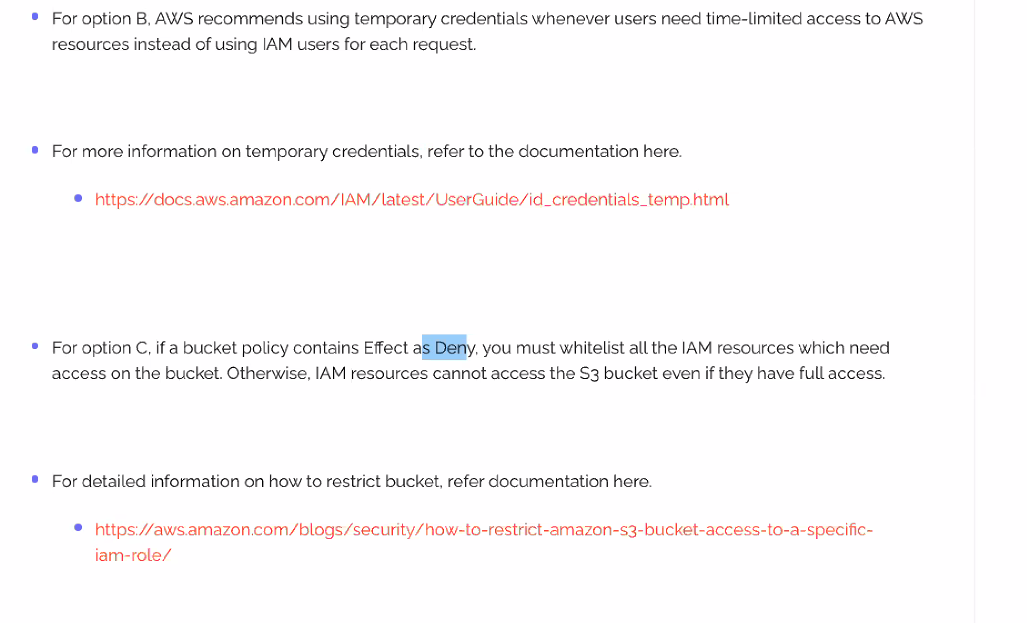 For option B, AWS recommends using temporary credentials whenever users need time-limited access to AWS
resources instead of using IAM users for each request.
For more information on temporary credentials, refer to the documentation here.
https://docs.aws.amazon.com/IAM/latest/UserGuide/id_credentials_temp.html
For option C, if a bucket policy contains Effect as Deny, you must whitelist all the IAM resources which need
access on the bucket. Otherwise, IAM resources cannot access the S3 bucket even if they have full access.
For detailed information on how to restrict bucket, refer documentation here.
https://aws.amazon.com/blogs/security/how-to-restrict-amazon-s3-bucket-access-to-a-specific-
iam-role/